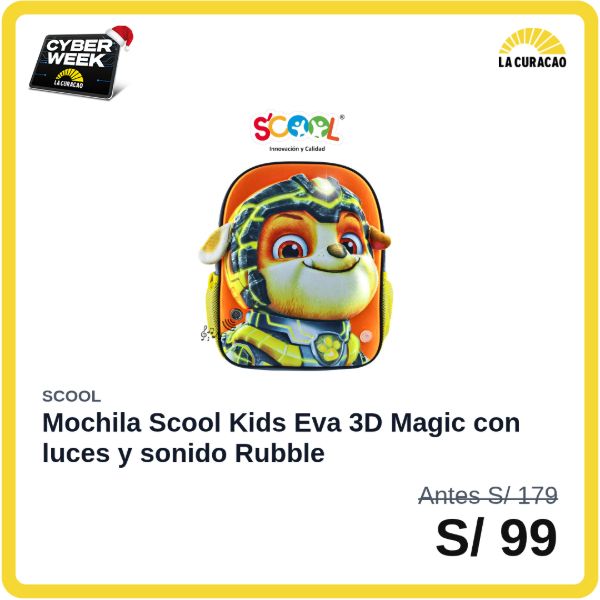 CYBER
WEEK
LA CURACAO
LA CURACAO
S'COOL®
Innovación y Calidad
SCOOL
Mochila Scool Kids Eva 3D Magic con
luces y sonido Rubble
Antes S/ 179
S/ 99